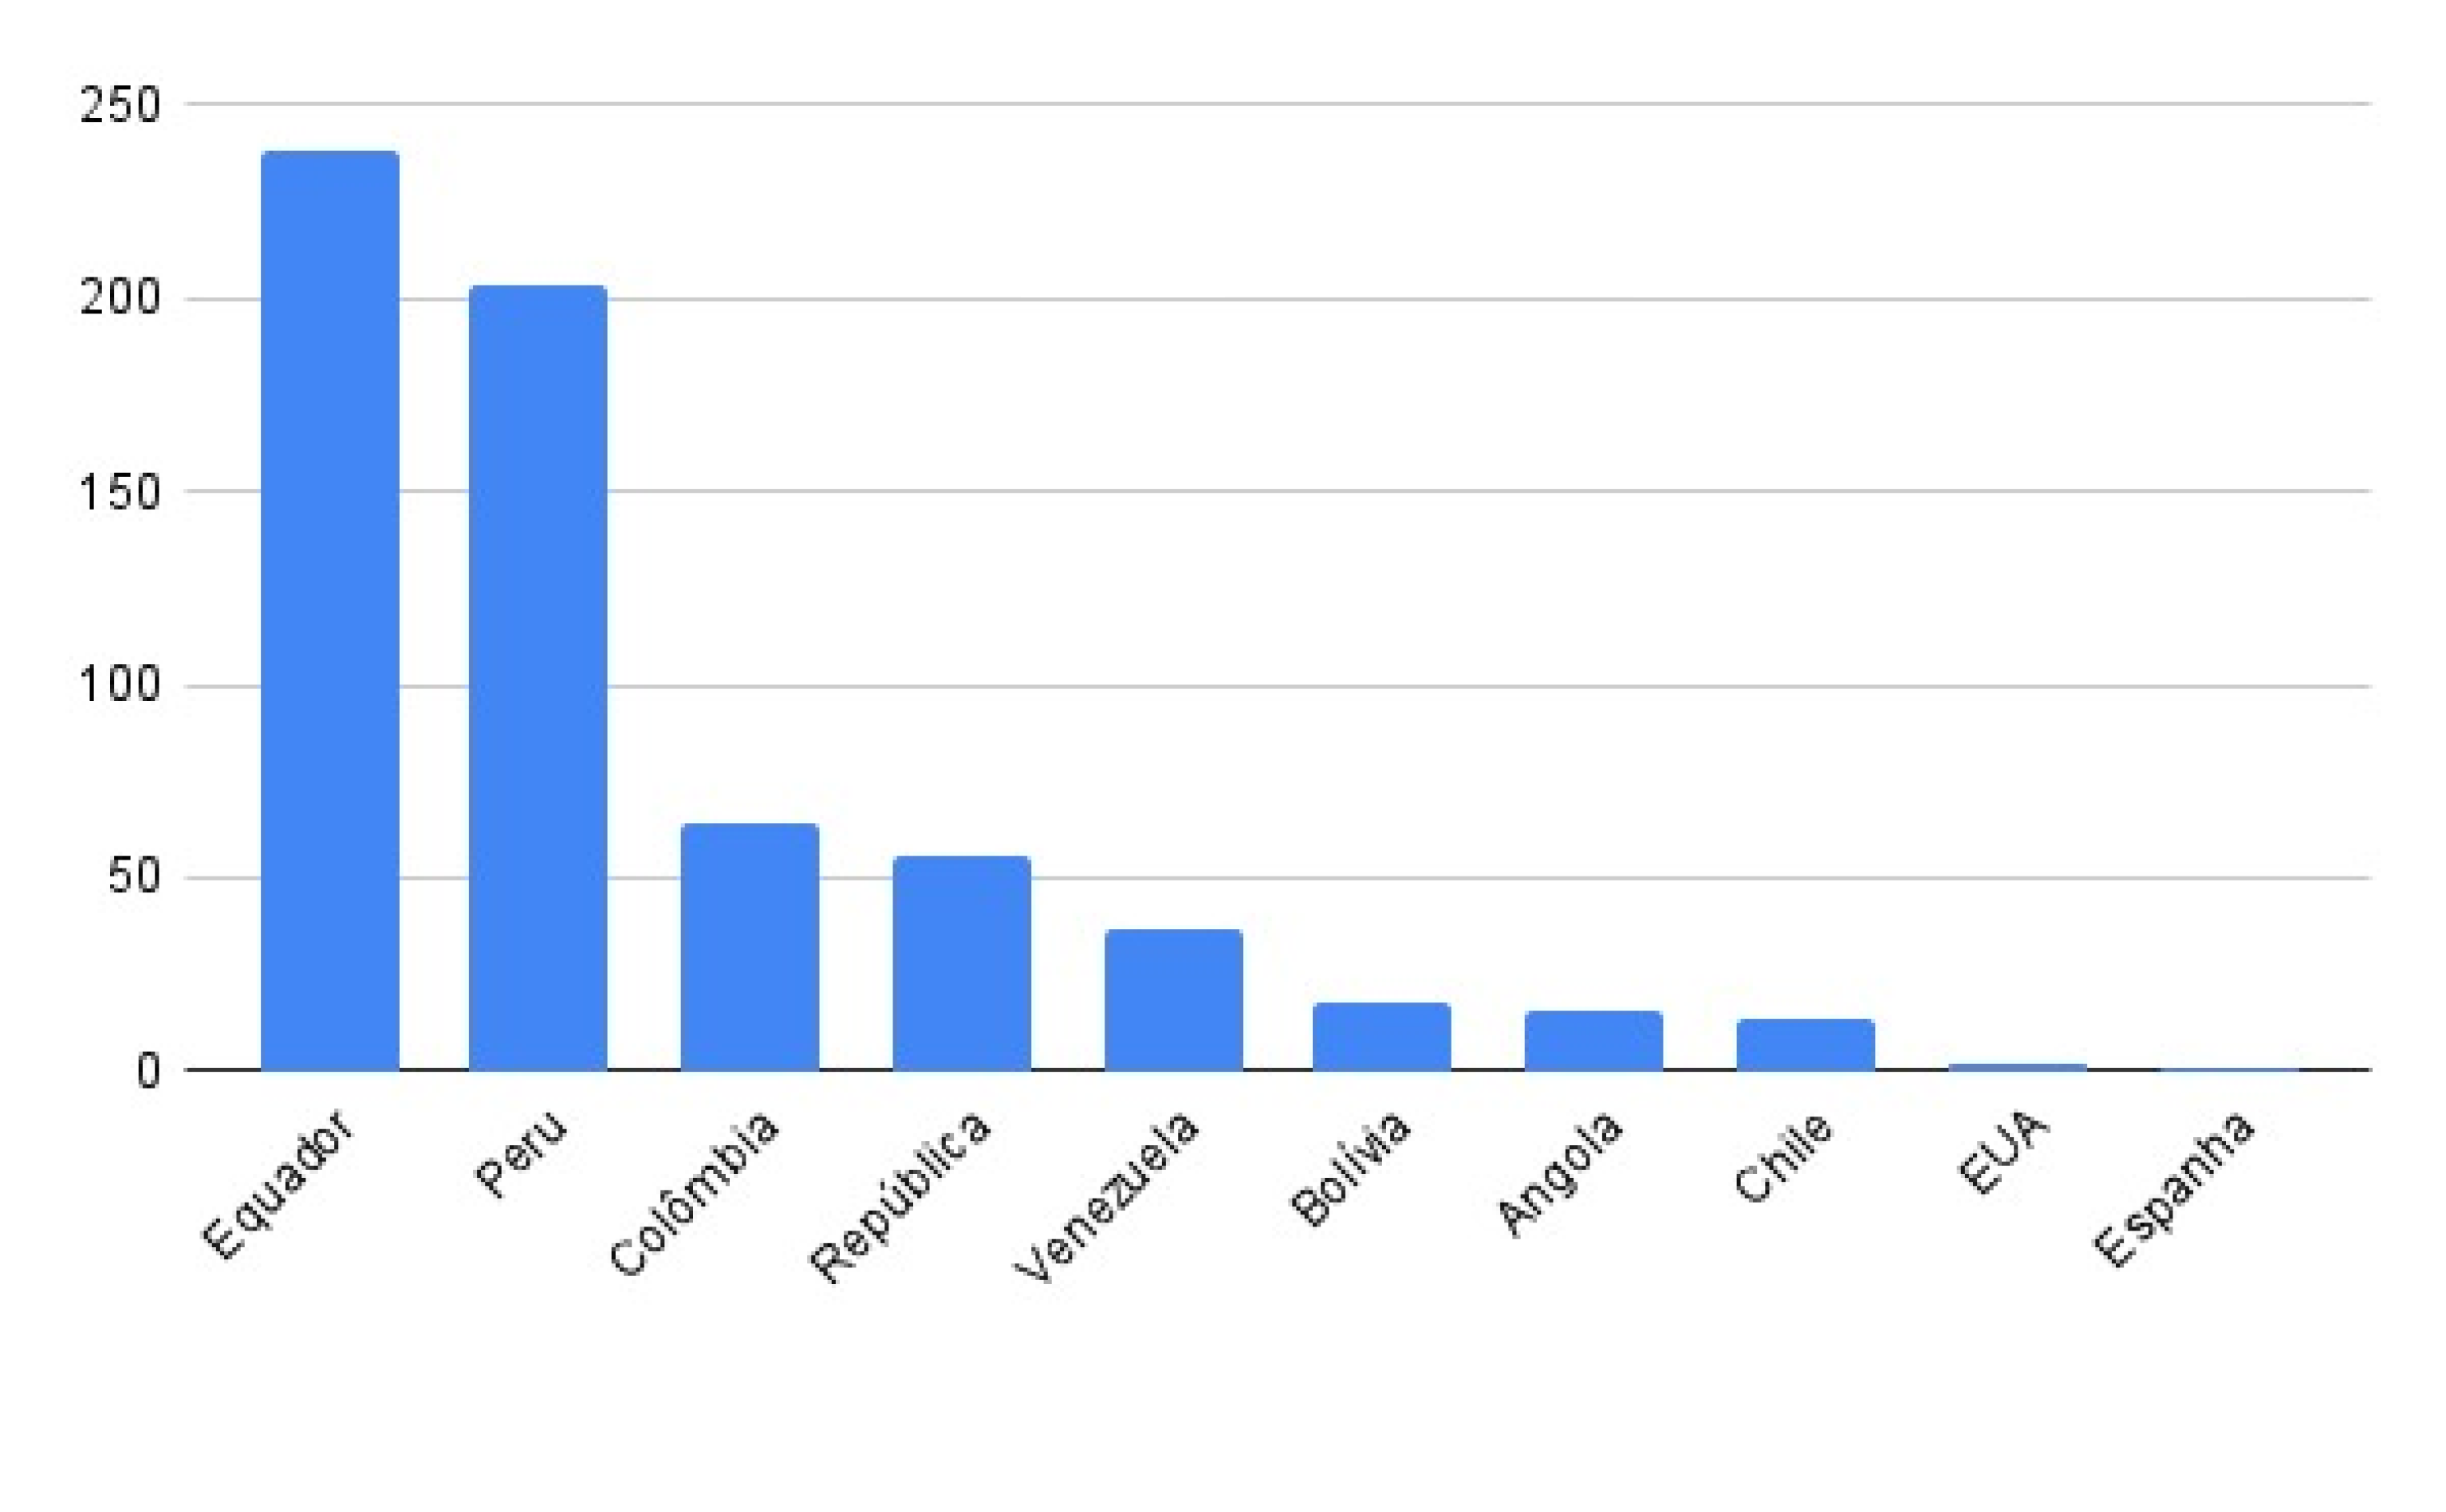 250
200
150
100
50
0
Equador
Peru
Colômbia
República
Venezuela
Bolívia
Angola
Chile
EUA
Espanha